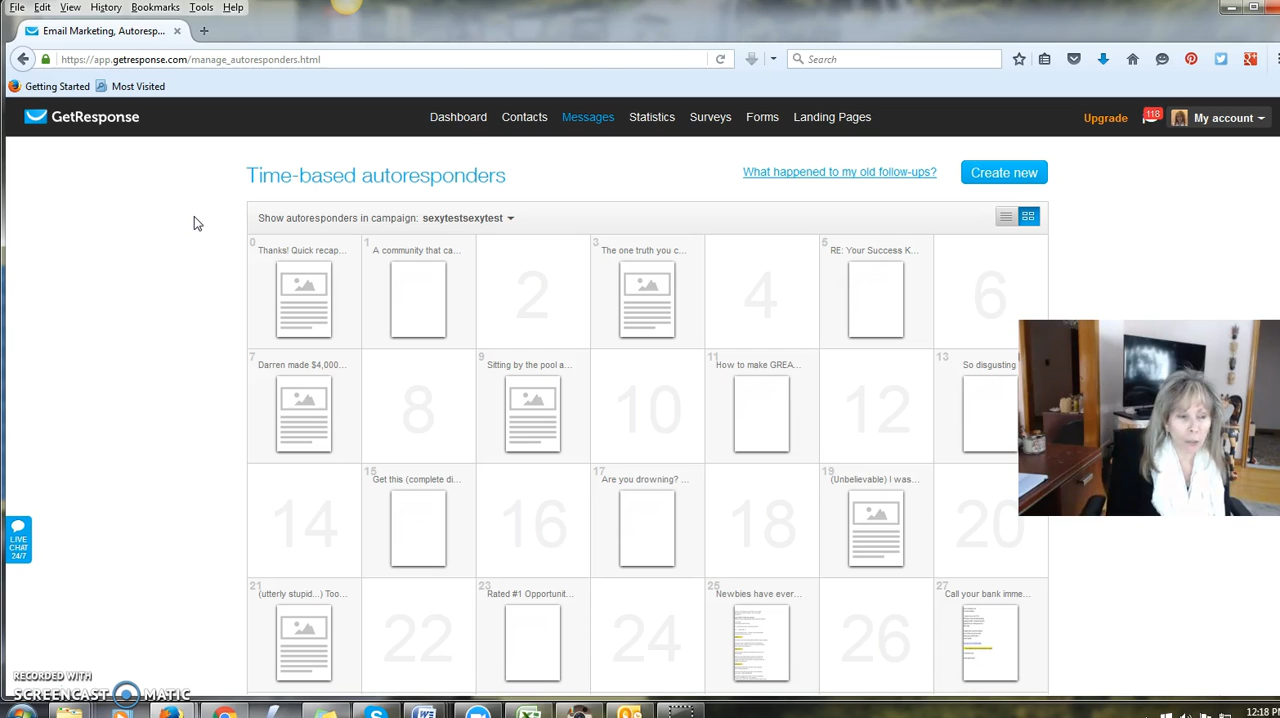 File Edit View History Bookmarks Tools Help
Email Marketing, Autoresp... × +
https://app.getresponse.com/manage_autoresponders.html
Search
Getting Started Most Visited
GetResponse
Contacts Messages Statistics Surveys Forms Landing Pages
Upgrade 118 My account
Time-based autoresponders
What happened to my old follow-ups? Create new
Show autoresponders in campaign: sexytestsexytest
0 Thanks! Quick recap...
1 A community that ca...
2
3 The one truth you c...
4
5 RE: Your Success K...
6
7 Darren made $4,000...
8
9 Sitting by the pool a...
10
11 How to make GREA...
12
13 So disgusting
14
15 Get this (complete di...
16
17 Are you drowning? ...
18
19 (Unbelievable) I was...
20
21 (utterly stupid...) Too...
22
23 Rated #1 Opportunit...
24
25 Newbies have ever...
26
27 Call your bank imme...
LIVE
CHAT
24/7
RECORDED WITH
SCREENCAST MATIC
12:18 P